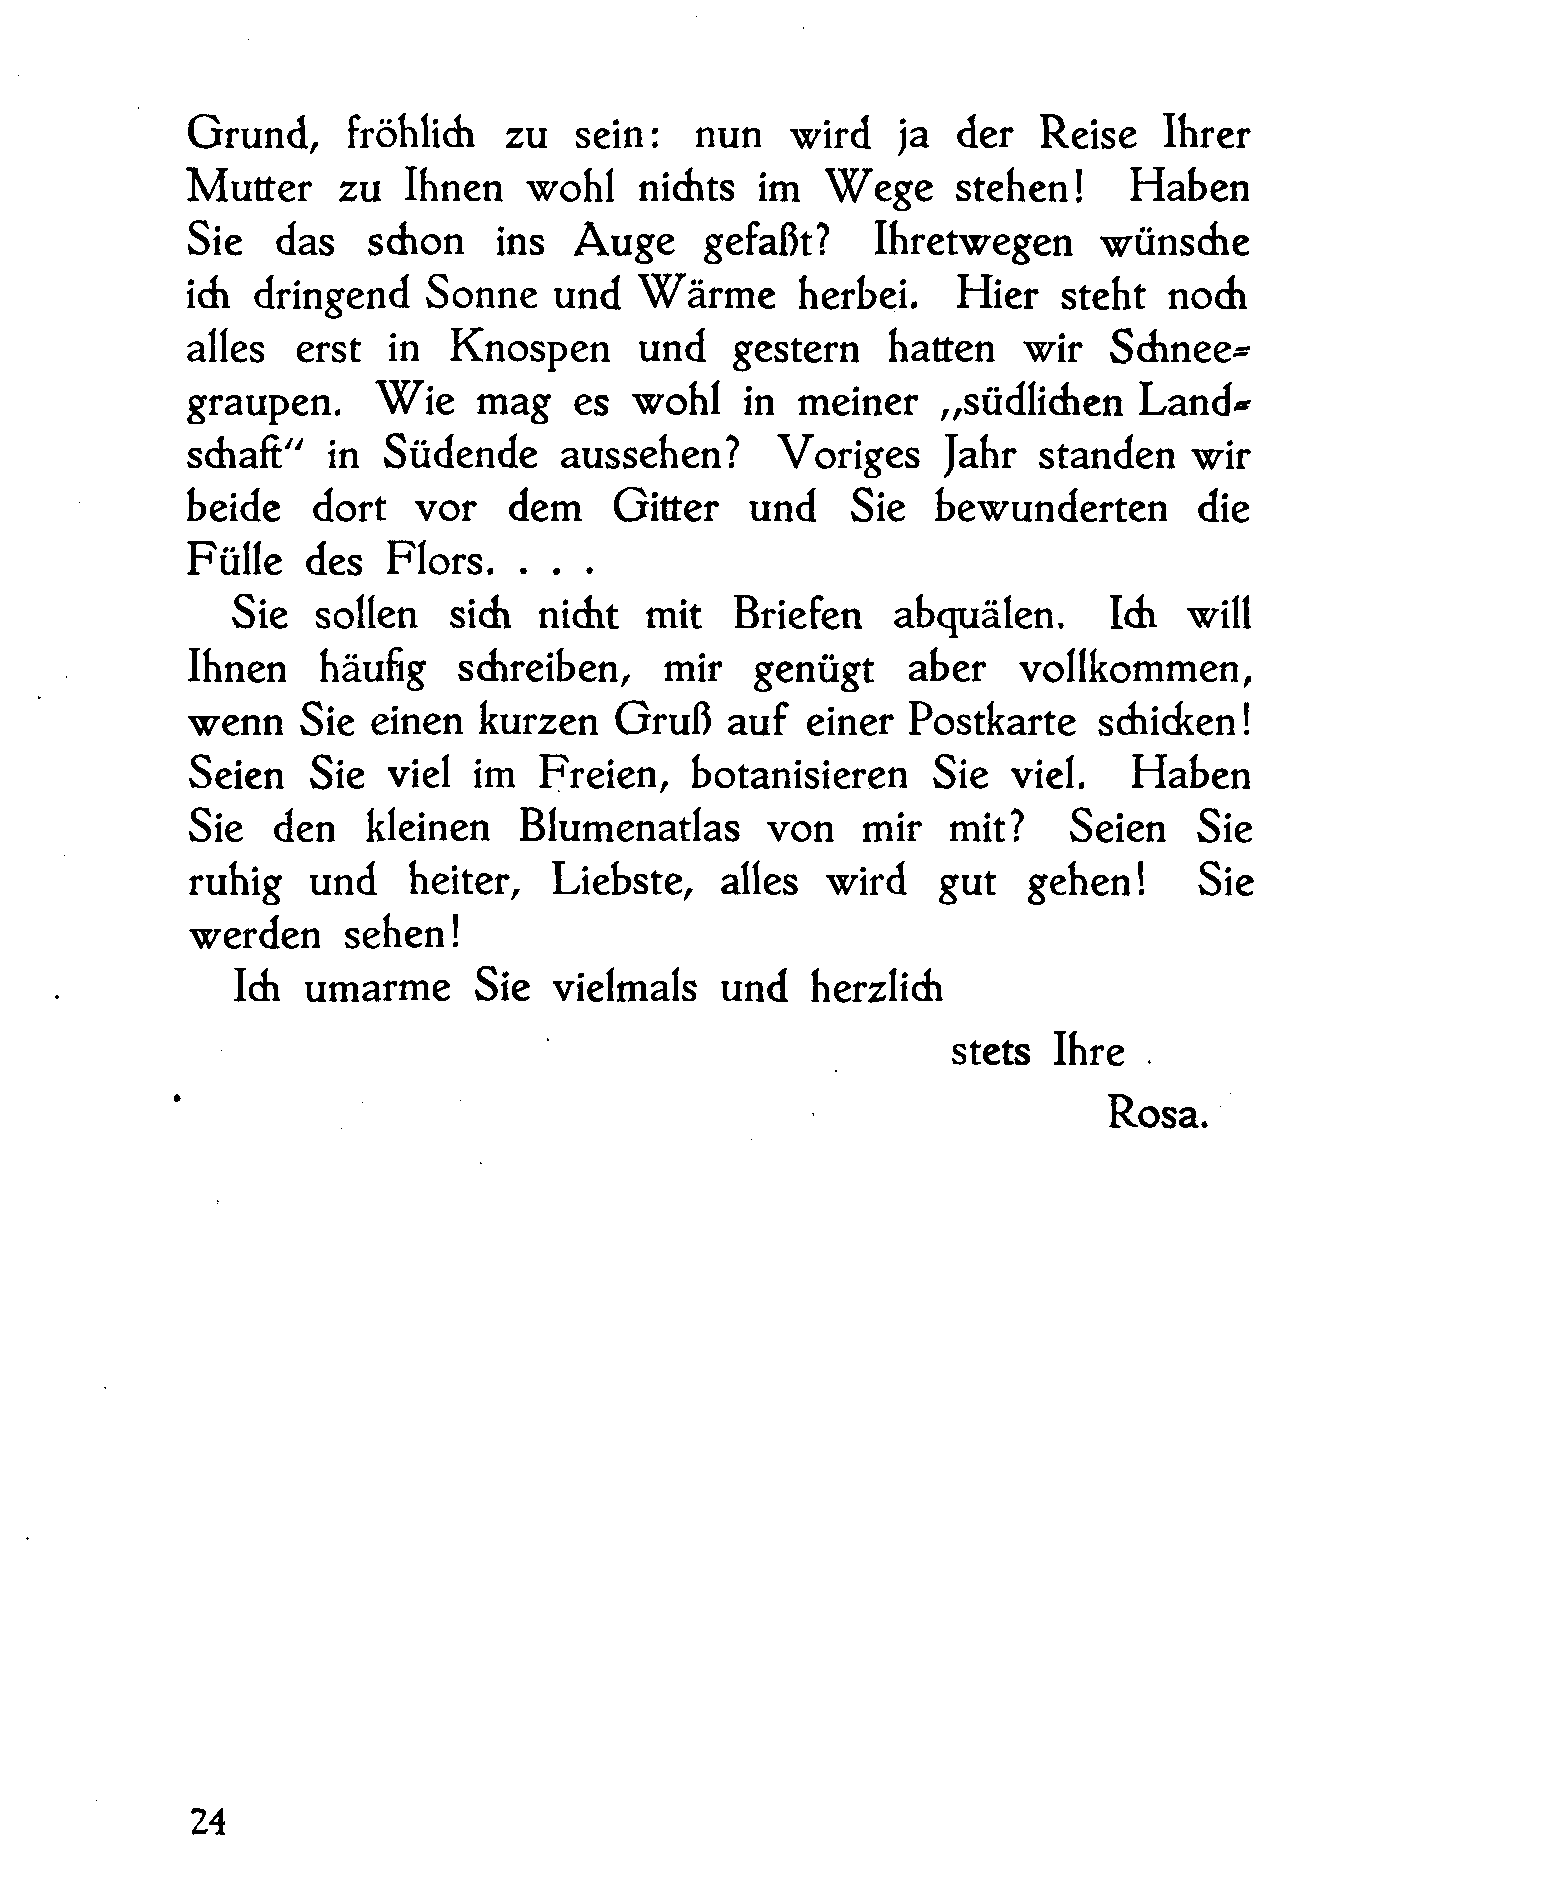 Grund, fröhlich zu sein: nun wird ja der Reise Ihrer
Mutter zu Ihnen wohl nichts im Wege stehen! Haben
Sie das schon ins Auge gefaßt? Ihretwegen wünsche
ich dringend Sonne und Wärme herbei. Hier steht noch
alles erst in Knospen und gestern hatten wir Schnee-
graupen. Wie mag es wohl in meiner „südlichen Land-
schaft“ in Südende aussehen? Voriges Jahr standen wir
beide dort vor dem Gitter und Sie bewunderten die
Fülle des Flors. . . .
Sie sollen sich nicht mit Briefen abquälen. Ich will
Ihnen häufig schreiben, mir genügt aber vollkommen,
wenn Sie einen kurzen Gruß auf einer Postkarte schicken!
Seien Sie viel im Freien, botanisieren Sie viel. Haben
Sie den kleinen Blumenatlas von mir mit? Seien Sie
ruhig und heiter, Liebste, alles wird gut gehen! Sie
werden sehen!
Ich umarme Sie vielmals und herzlich
stets Ihre
Rosa.
24